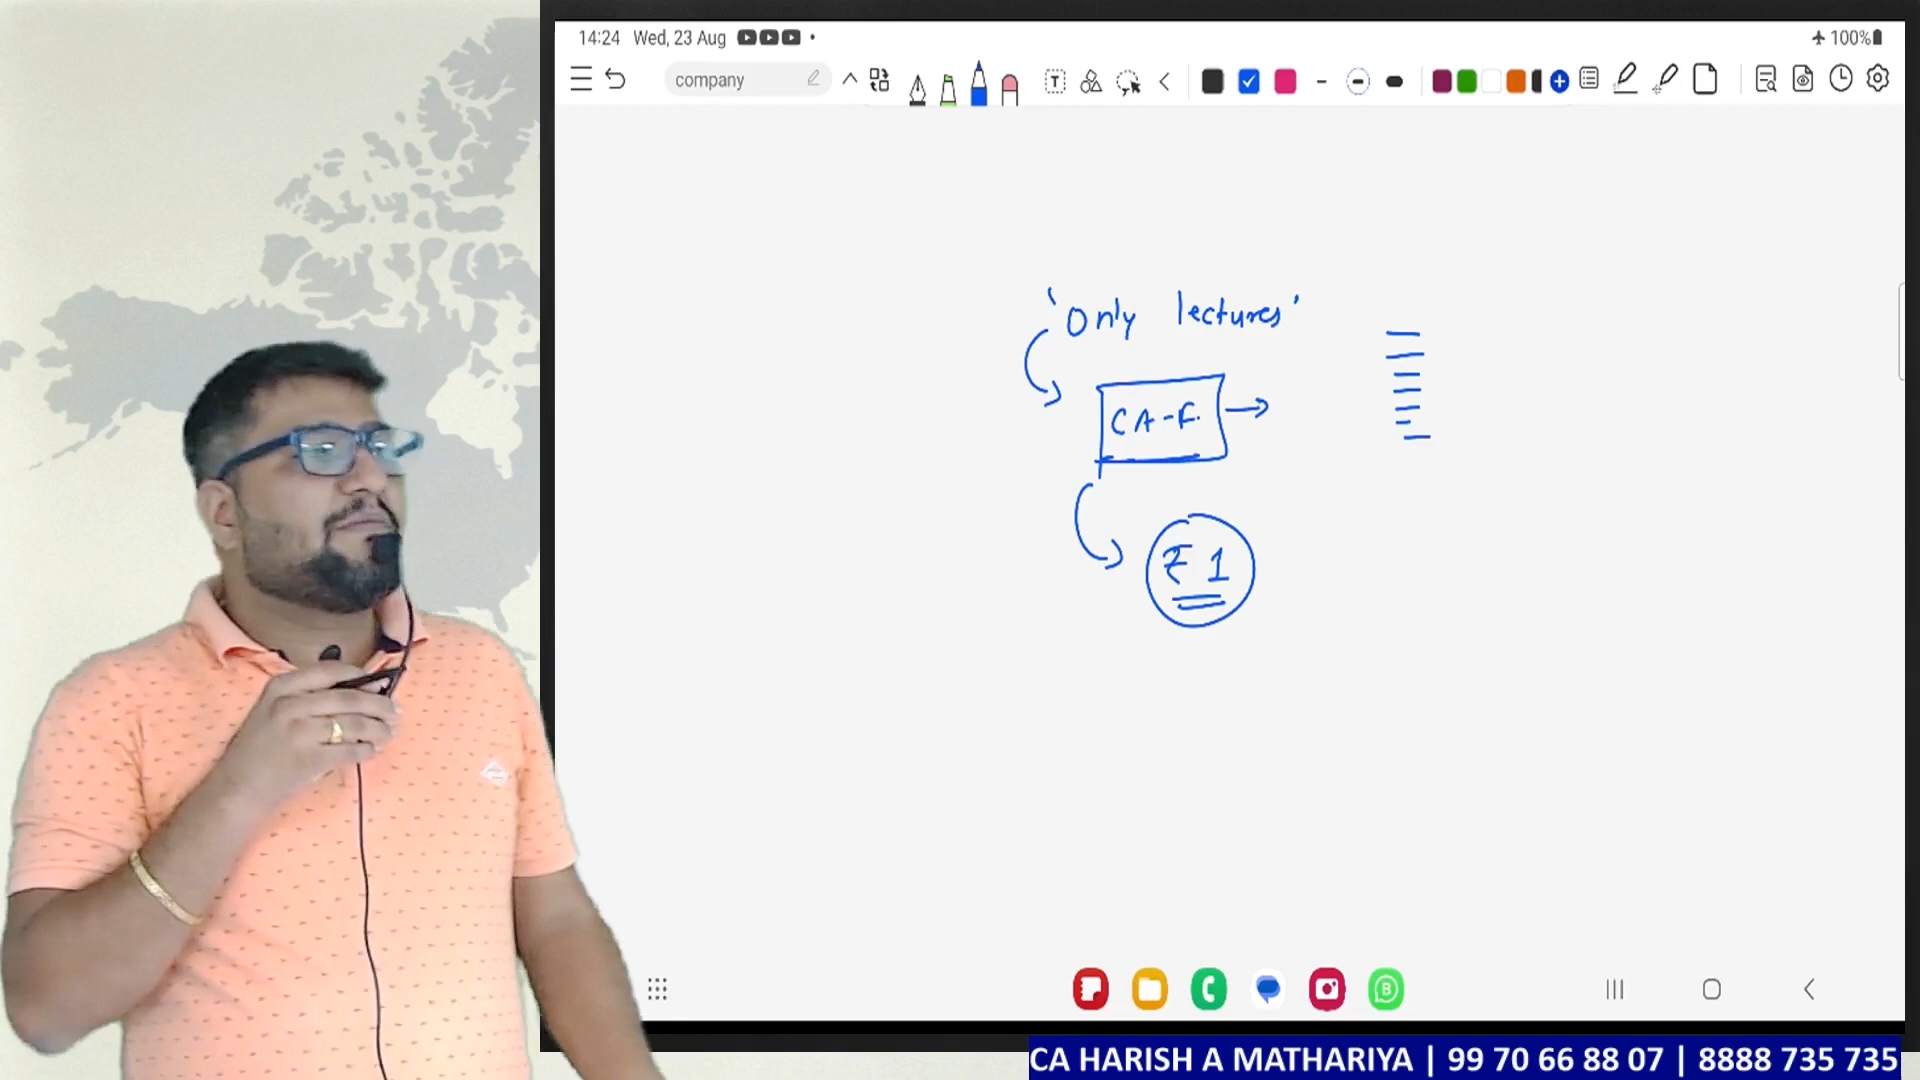 14:24 Wed, 23 Aug
100%
company
'only lectures'
CA-F.
₹ 1
CA HARISH A MATHARIYA | 99 70 66 88 07 | 8888 735 735